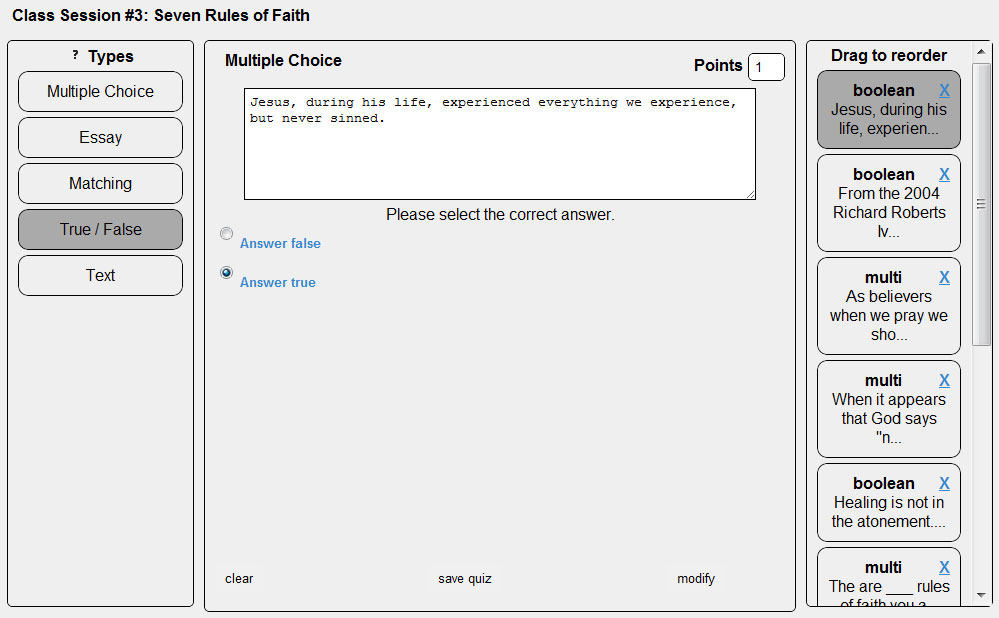 Class Session #3: Seven Rules of Faith
? Types
Multiple Choice
Essay
Matching
True / False
Text
Multiple Choice
Points 1
Jesus, during his life, experienced everything we experience,
but never sinned.
Please select the correct answer.
Answer false
Answer true
clear
save quiz
modify
Drag to reorder
boolean X
Jesus, during his
life, experien...
boolean X
From the 2004
Richard Roberts
Iv...
multi X
As believers
when we pray we
sho...
multi X
When it appears
that God says
"n...
boolean X
Healing is not in
the atonement....
multi X
The are ___ rules
of faith you a...